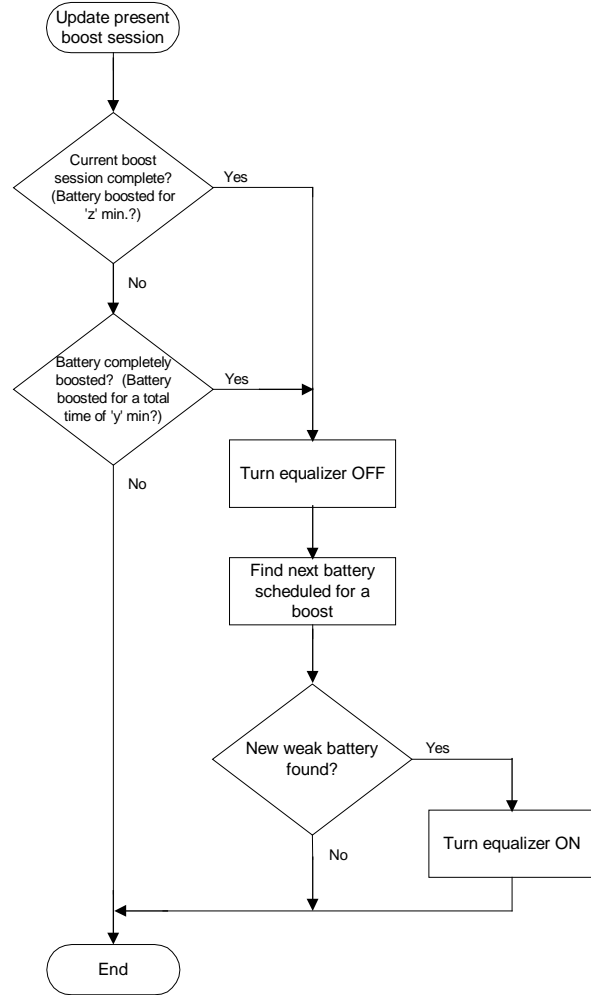 Update present
boost session
Current boost
session complete?
(Battery boosted for
'z' min.?)
Yes
No
Battery completely
boosted?  (Battery
boosted for a total
time of 'y' min?)
Yes
No
Turn equalizer OFF
Find next battery
scheduled for a
boost
New weak battery
found?
Yes
No
Turn equalizer ON
End